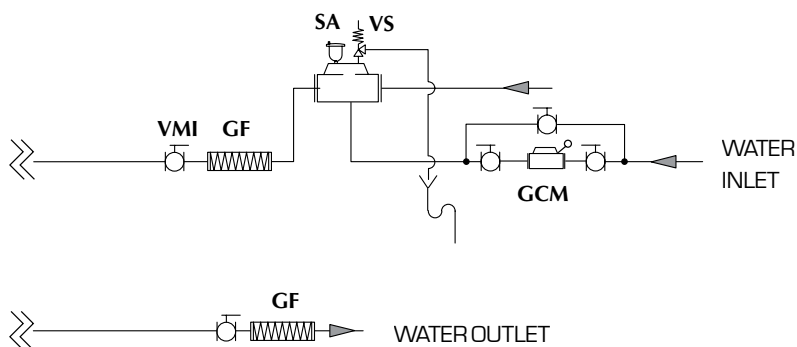 SA VS
VMI GF
WATER
INLET
GCM
GF
WATER OUTLET